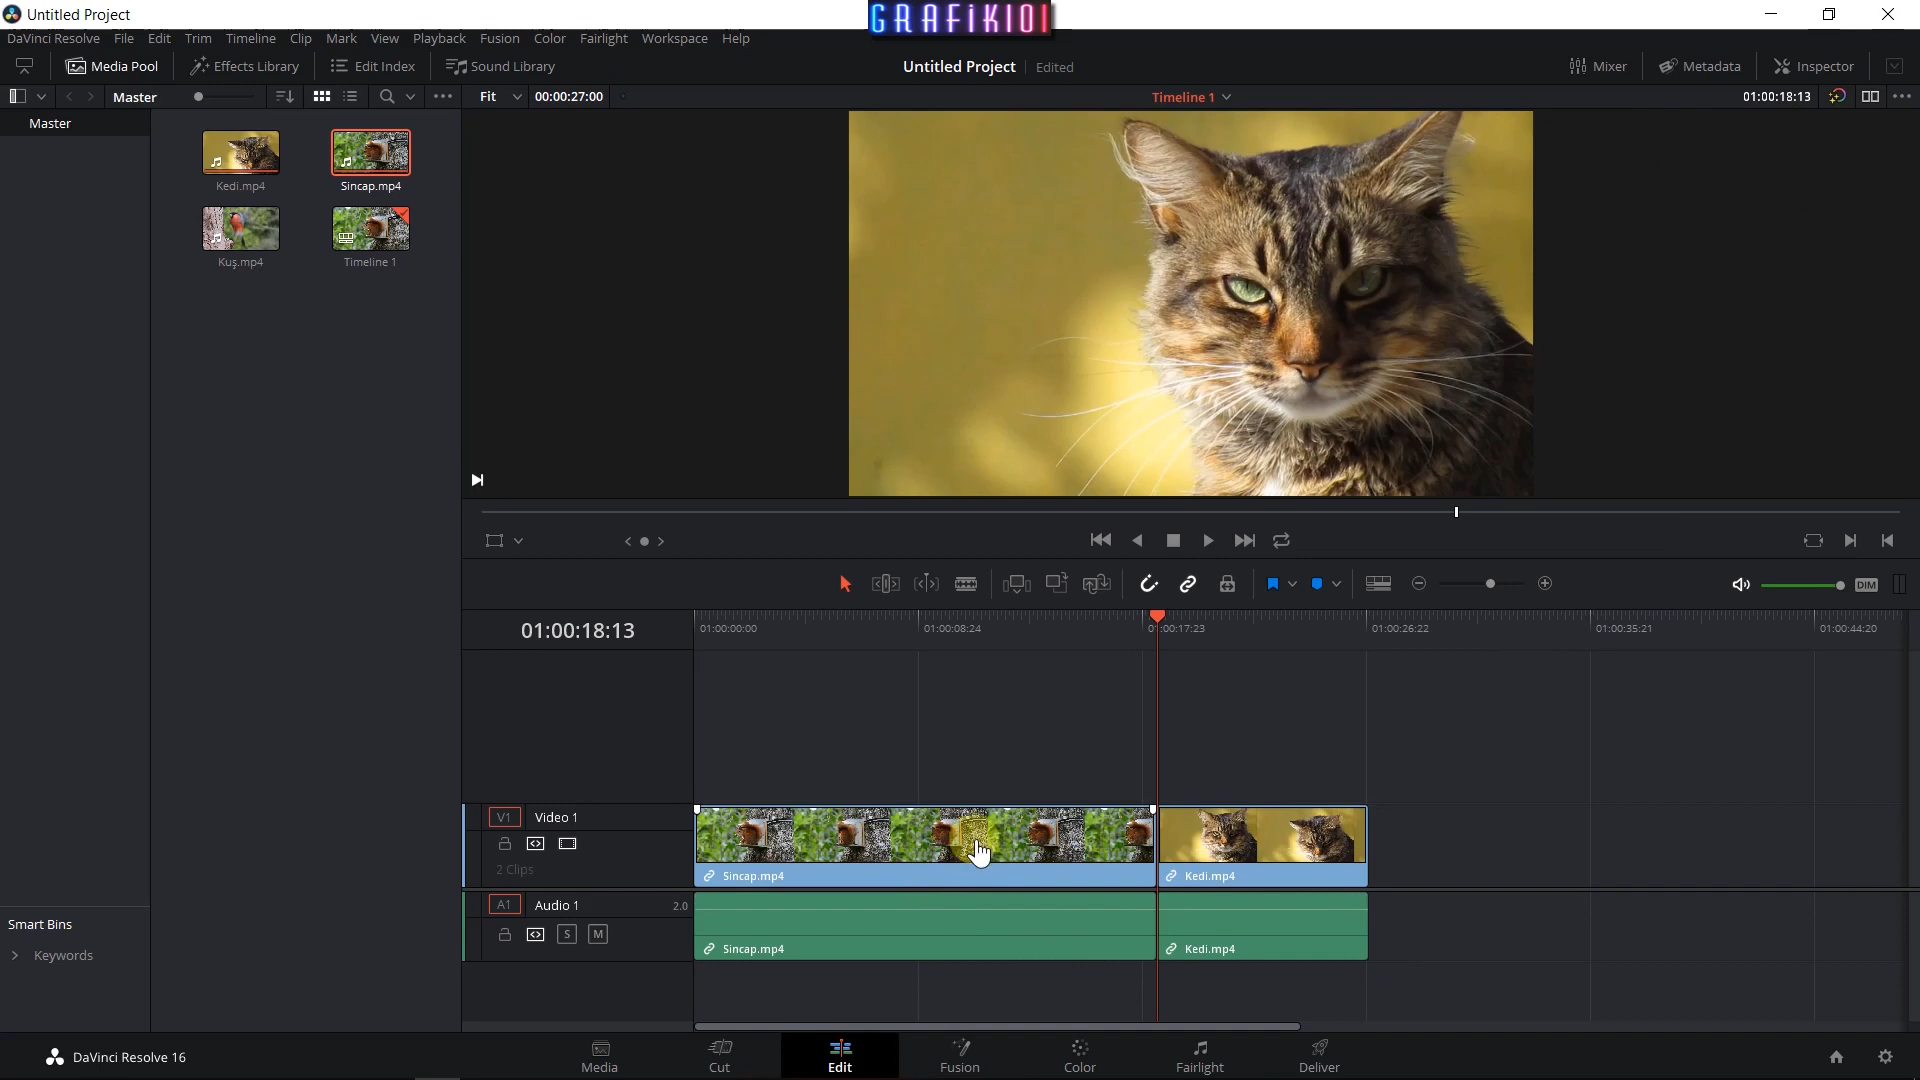 Untitled Project
GRAFiK101
DaVinci Resolve File Edit Trim Timeline Clip Mark View Playback Fusion Color Fairlight Workspace Help
Media Pool Effects Library Edit Index Sound Library Untitled Project Edited Mixer Metadata Inspector
Master Fit 00:00:27:00 Timeline 1 01:00:18:13
Master
Kedi.mp4 Sincap.mp4
Kuş.mp4 Timeline 1
DIM
01:00:18:13 01:00:00:00 01:00:08:24 01:00:17:23 01:00:26:22 01:00:35:21 01:00:44:20
V1 Video 1
2 Clips
Sincap.mp4 Kedi.mp4
A1 Audio 1 2.0
S M
Sincap.mp4 Kedi.mp4
Smart Bins
Keywords
DaVinci Resolve 16
Media Cut Edit Fusion Color Fairlight Deliver